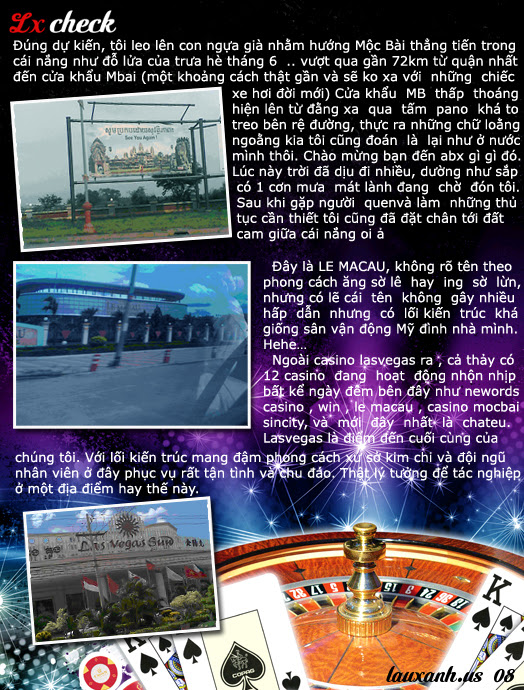 Lx check
Đúng dự kiến, tôi leo lên con ngựa già nhằm hướng Mộc Bài thẳng tiến trong
cái nắng như đỗ lửa của trưa hè tháng 6 .. vượt qua gần 72km từ quận nhất
đến cửa khẩu Mbai (một khoảng cách thật gần và sẽ ko xa với những chiếc
xe hơi đời mới) Cửa khẩu MB thấp thoáng
hiện lên từ đằng xa qua tấm pano khá to
treo bên rệ đường, thực ra những chữ loằng
ngoằng kia tôi cũng đoán là lại như ở nước
mình thôi. Chào mừng bạn đến abx gì gì đó.
Lúc này trời đã dịu đi nhiều, dường như sắp
có 1 cơn mưa mát lành đang chờ đón tôi.
Sau khi gặp người quenvà làm những thủ
tục cần thiết tôi cũng đã đặt chân tới đất
cam giữa cái nắng oi ả
See You Again !
Đây là LE MACAU, không rõ tên theo
phong cách ăng sờ lê hay ing sờ lừn,
nhưng có lẽ cái tên không gây nhiều
hấp dẫn nhưng có lối kiến trúc khá
giống sân vận động Mỹ đình nhà mình.
Hehe...
Ngoài casino lasvegas ra , cả thảy có
12 casino đang hoạt động nhộn nhịp
bất kể ngày đêm bên đây như newords
casino , win , le macau , casino mocbai
sincity, và mới đây nhất là chateu.
Lasvegas là điểm đến cuối cùng của
chúng tôi. Với lối kiến trúc mang đậm phong cách xứ sở kim chi và đội ngũ
nhân viên ở đây phục vụ rất tận tình và chu đáo. Thật lý tưởng để tác nghiệp
ở một địa điểm hay thế này.
Las Vegas Sun
K
K
K
lauxanh.us 08